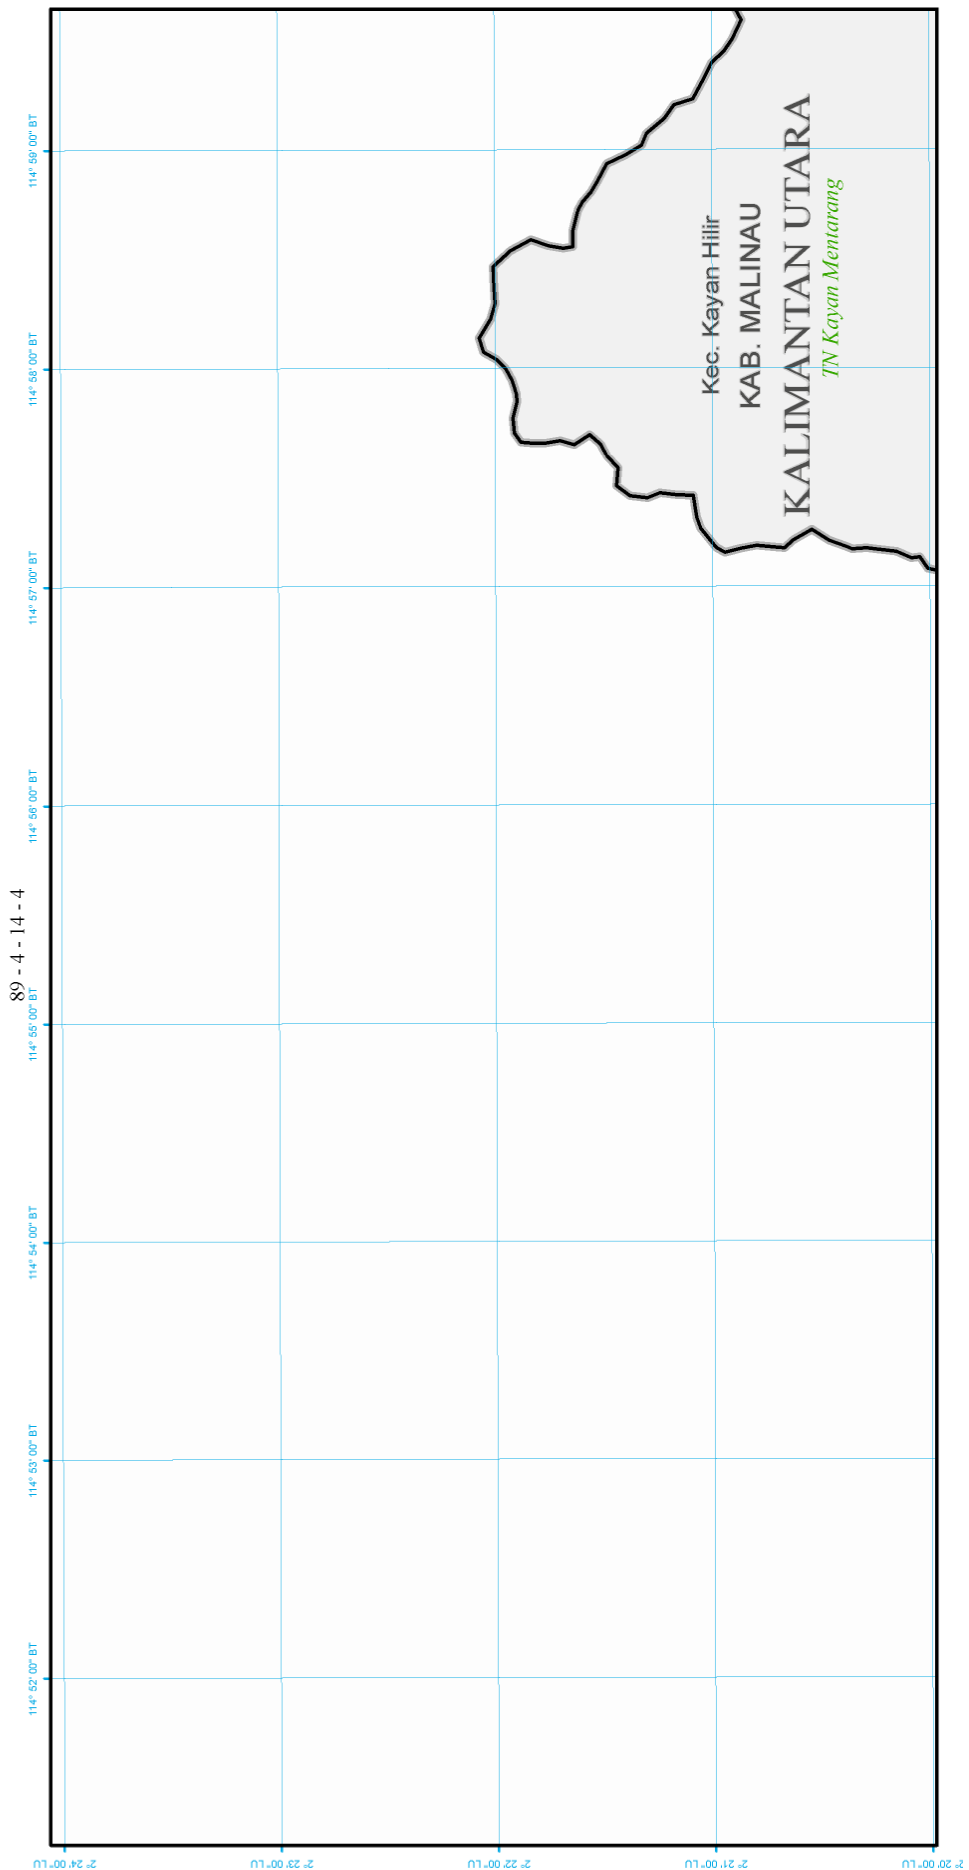 89 - 4 - 14 - 4
114° 52' 00" BT
114° 53' 00" BT
114° 54' 00" BT
114° 55' 00" BT
114° 56' 00" BT
114° 57' 00" BT
114° 58' 00" BT
114° 59' 00" BT
2° 24' 00" LU
2° 23' 00" LU
2° 22' 00" LU
2° 21' 00" LU
2° 20' 00" LU
Kec. Kayan Hilir
KAB. MALINAU
KALIMANTAN UTARA
TN Kayan Mentarang